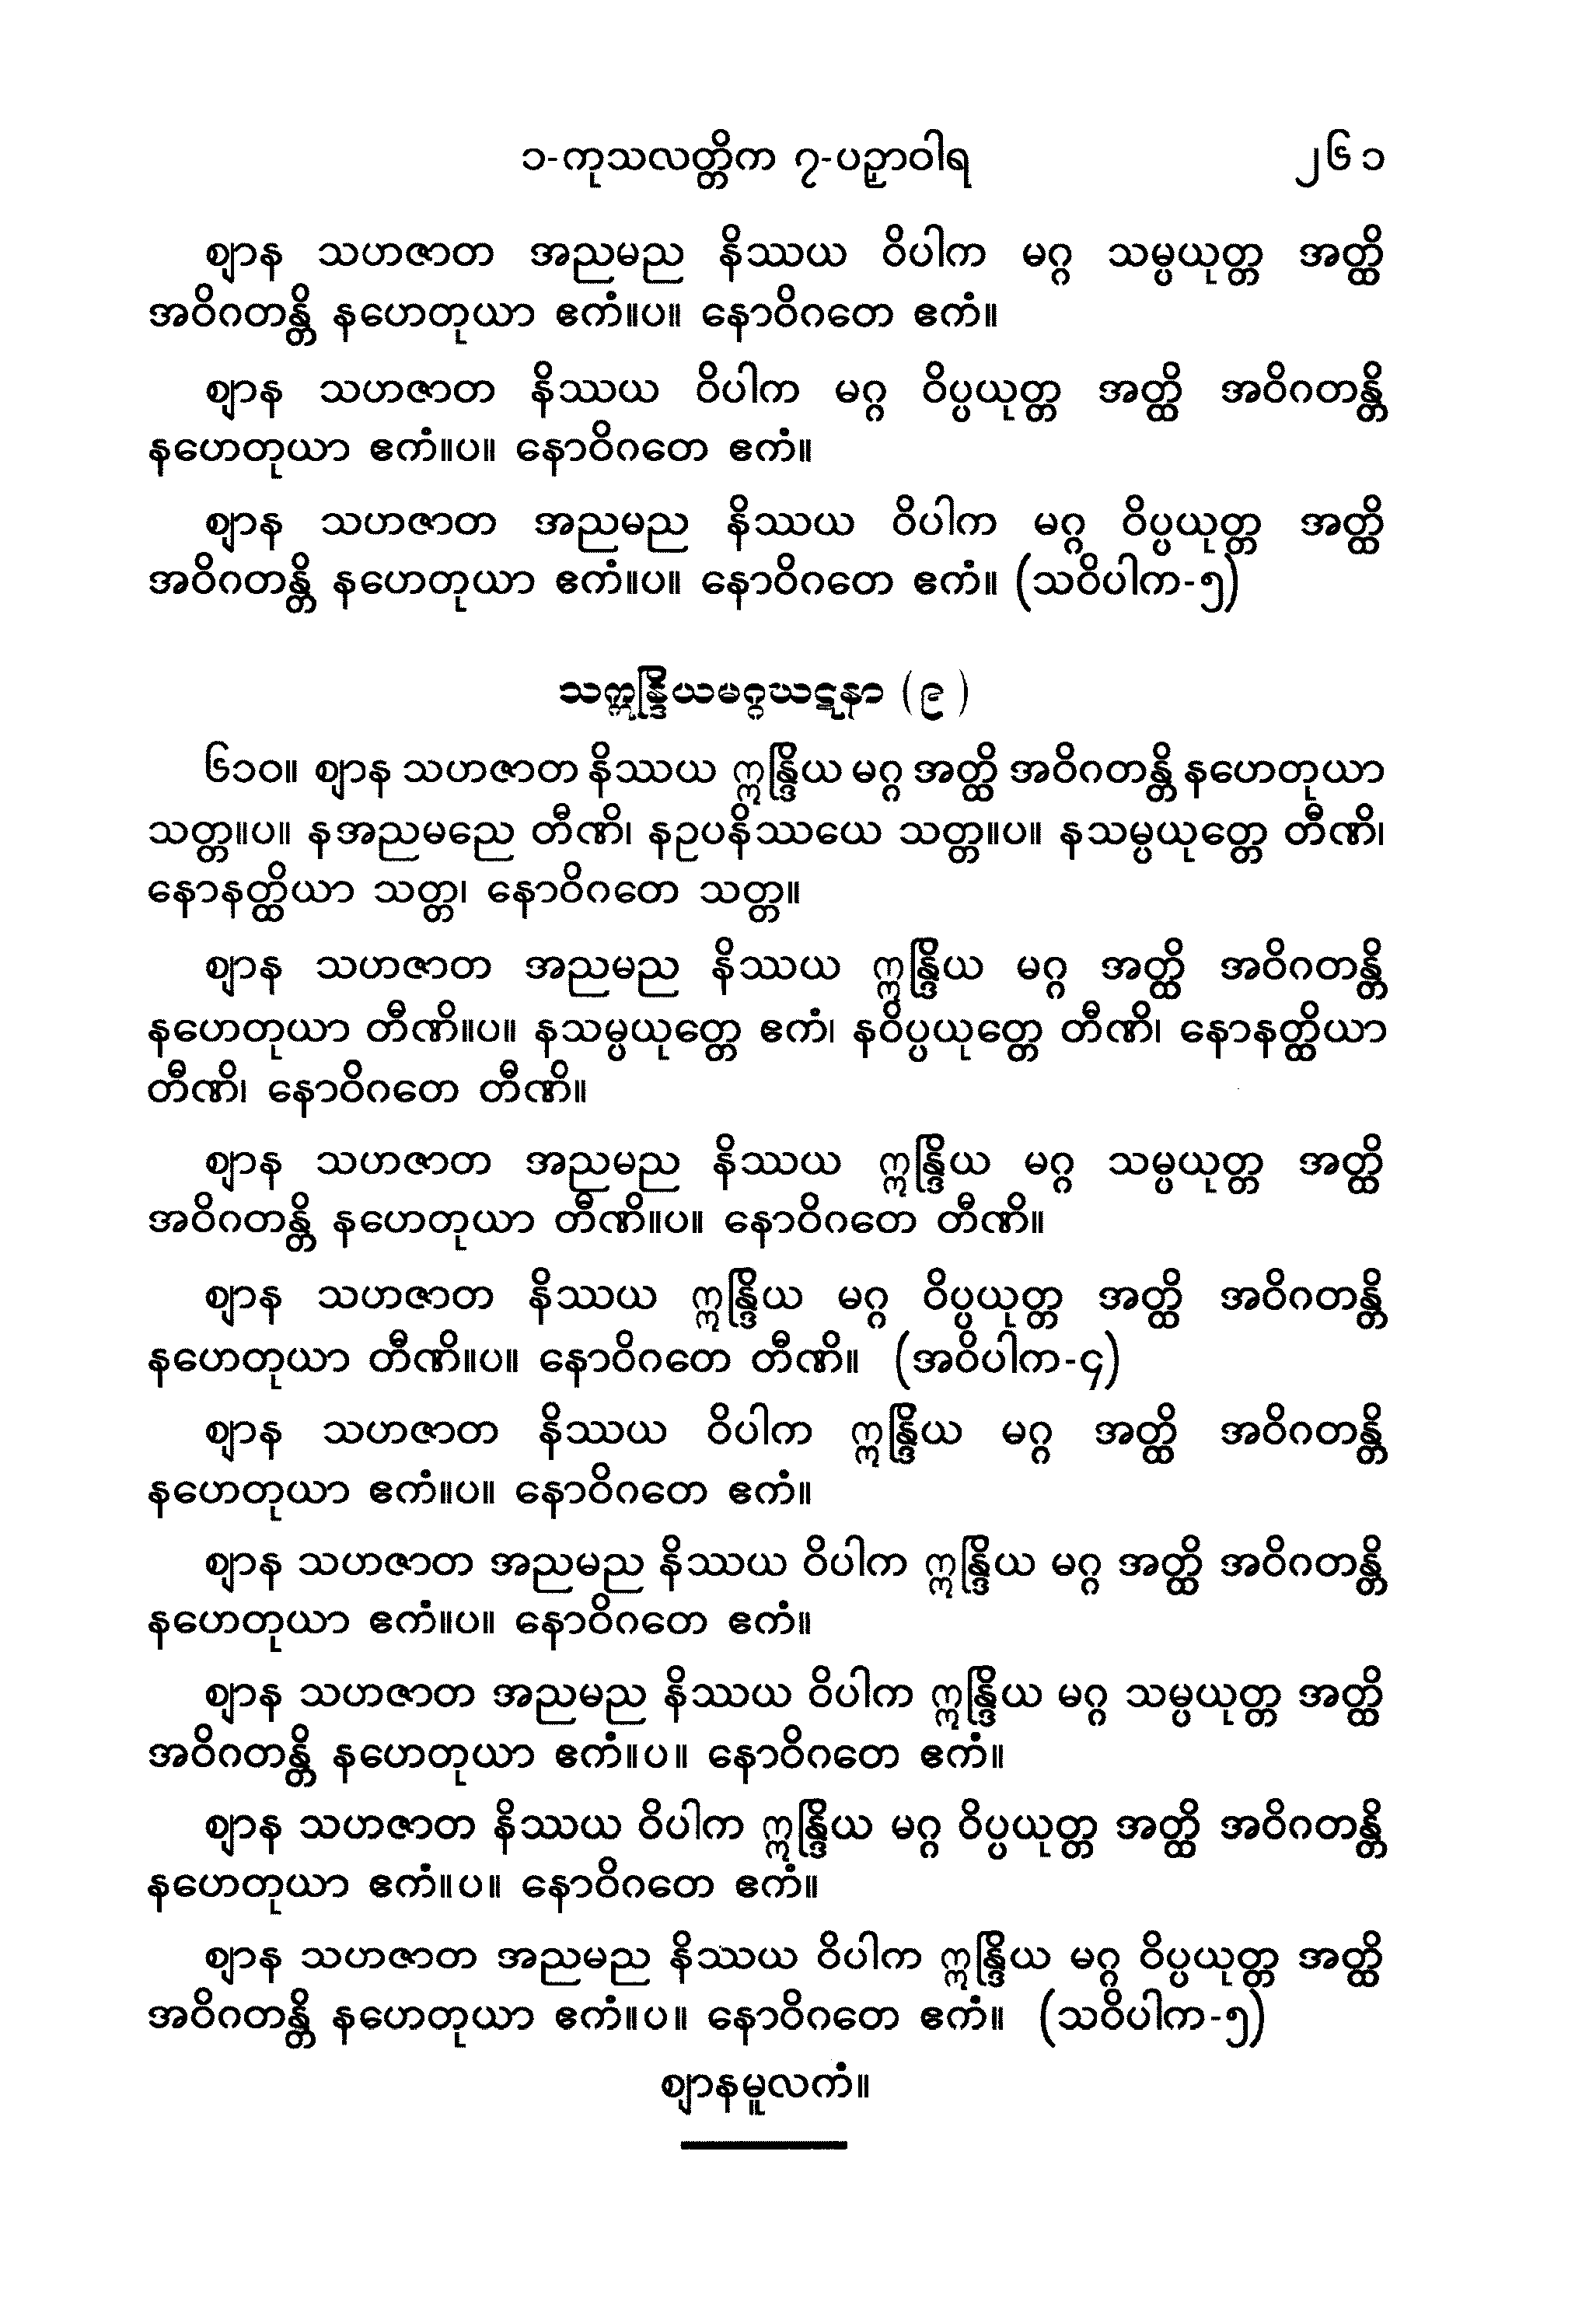 ၁-ကုသလတ္တိက ၇-ပဉှာဝါရ ၂၆၁
ဈာန သဟဇာတ အညမည နိဿယ ဝိပါက မဂ္ဂ သမ္ပယုတ္တ အတ္ထိ
အဝိဂတန္တိ နဟေတုယာ ဧကံ။ပ။ နောဝိဂတေ ဧကံ။
ဈာန သဟဇာတ နိဿယ ဝိပါက မဂ္ဂ ဝိပ္ပယုတ္တ အတ္ထိ အဝိဂတန္တိ
နဟေတုယာ ဧကံ။ပ။ နောဝိဂတေ ဧကံ။
ဈာန သဟဇာတ အညမည နိဿယ ဝိပါက မဂ္ဂ ဝိပ္ပယုတ္တ အတ္ထိ
အဝိဂတန္တိ နဟေတုယာ ဧကံ။ပ။ နောဝိဂတေ ဧကံ။ (သဝိပါက-၅)
သဣန္ဒြိယမဂ္ဂဃဋနာ (၉)
၆၁၀။ ဈာန သဟဇာတ နိဿယ ဣန္ဒြိယ မဂ္ဂ အတ္ထိ အဝိဂတန္တိ နဟေတုယာ
သတ္တ။ပ။ နအညမညေ တီဏိ၊ နဥပနိဿယေ သတ္တ။ပ။ နသမ္ပယုတ္တေ တီဏိ၊
နောနတ္ထိယာ သတ္တ၊ နောဝိဂတေ သတ္တ။
ဈာန သဟဇာတ အညမည နိဿယ ဣန္ဒြိယ မဂ္ဂ အတ္ထိ အဝိဂတန္တိ
နဟေတုယာ တီဏိ။ပ။ နသမ္ပယုတ္တေ ဧကံ၊ နဝိပ္ပယုတ္တေ တီဏိ၊ နောနတ္ထိယာ
တီဏိ၊ နောဝိဂတေ တီဏိ။
ဈာန သဟဇာတ အညမည နိဿယ ဣန္ဒြိယ မဂ္ဂ သမ္ပယုတ္တ အတ္ထိ
အဝိဂတန္တိ နဟေတုယာ တီဏိ။ပ။ နောဝိဂတေ တီဏိ။
ဈာန သဟဇာတ နိဿယ ဣန္ဒြိယ မဂ္ဂ ဝိပ္ပယုတ္တ အတ္ထိ အဝိဂတန္တိ
နဟေတုယာ တီဏိ။ပ။ နောဝိဂတေ တီဏိ။ (အဝိပါက-၄)
ဈာန သဟဇာတ နိဿယ ဝိပါက ဣန္ဒြိယ မဂ္ဂ အတ္ထိ အဝိဂတန္တိ
နဟေတုယာ ဧကံ။ပ။ နောဝိဂတေ ဧကံ။
ဈာန သဟဇာတ အညမည နိဿယ ဝိပါက ဣန္ဒြိယ မဂ္ဂ အတ္ထိ အဝိဂတန္တိ
နဟေတုယာ ဧကံ။ပ။ နောဝိဂတေ ဧကံ။
ဈာန သဟဇာတ အညမည နိဿယ ဝိပါက ဣန္ဒြိယ မဂ္ဂ သမ္ပယုတ္တ အတ္ထိ
အဝိဂတန္တိ နဟေတုယာ ဧကံ။ပ။ နောဝိဂတေ ဧကံ။
ဈာန သဟဇာတ နိဿယ ဝိပါက ဣန္ဒြိယ မဂ္ဂ ဝိပ္ပယုတ္တ အတ္ထိ အဝိဂတန္တိ
နဟေတုယာ ဧကံ။ပ။ နောဝိဂတေ ဧကံ။
ဈာန သဟဇာတ အညမည နိဿယ ဝိပါက ဣန္ဒြိယ မဂ္ဂ ဝိပ္ပယုတ္တ အတ္ထိ
အဝိဂတန္တိ နဟေတုယာ ဧကံ။ပ။ နောဝိဂတေ ဧကံ။ (သဝိပါက-၅)
ဈာနမူလကံ။